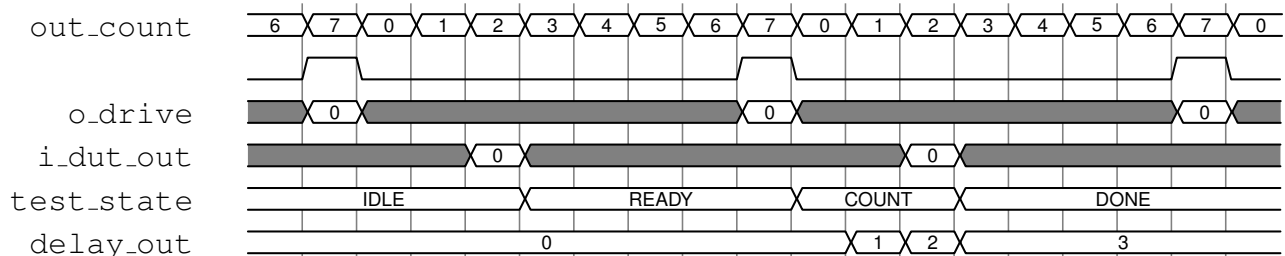 out_count 6 7 0 1 2 3 4 5 6 7 0 1 2 3 4 5 6 7 0
o_drive 0 0 0
i_dut_out 0 0
test_state IDLE READY COUNT DONE
delay_out 0 1 2 3